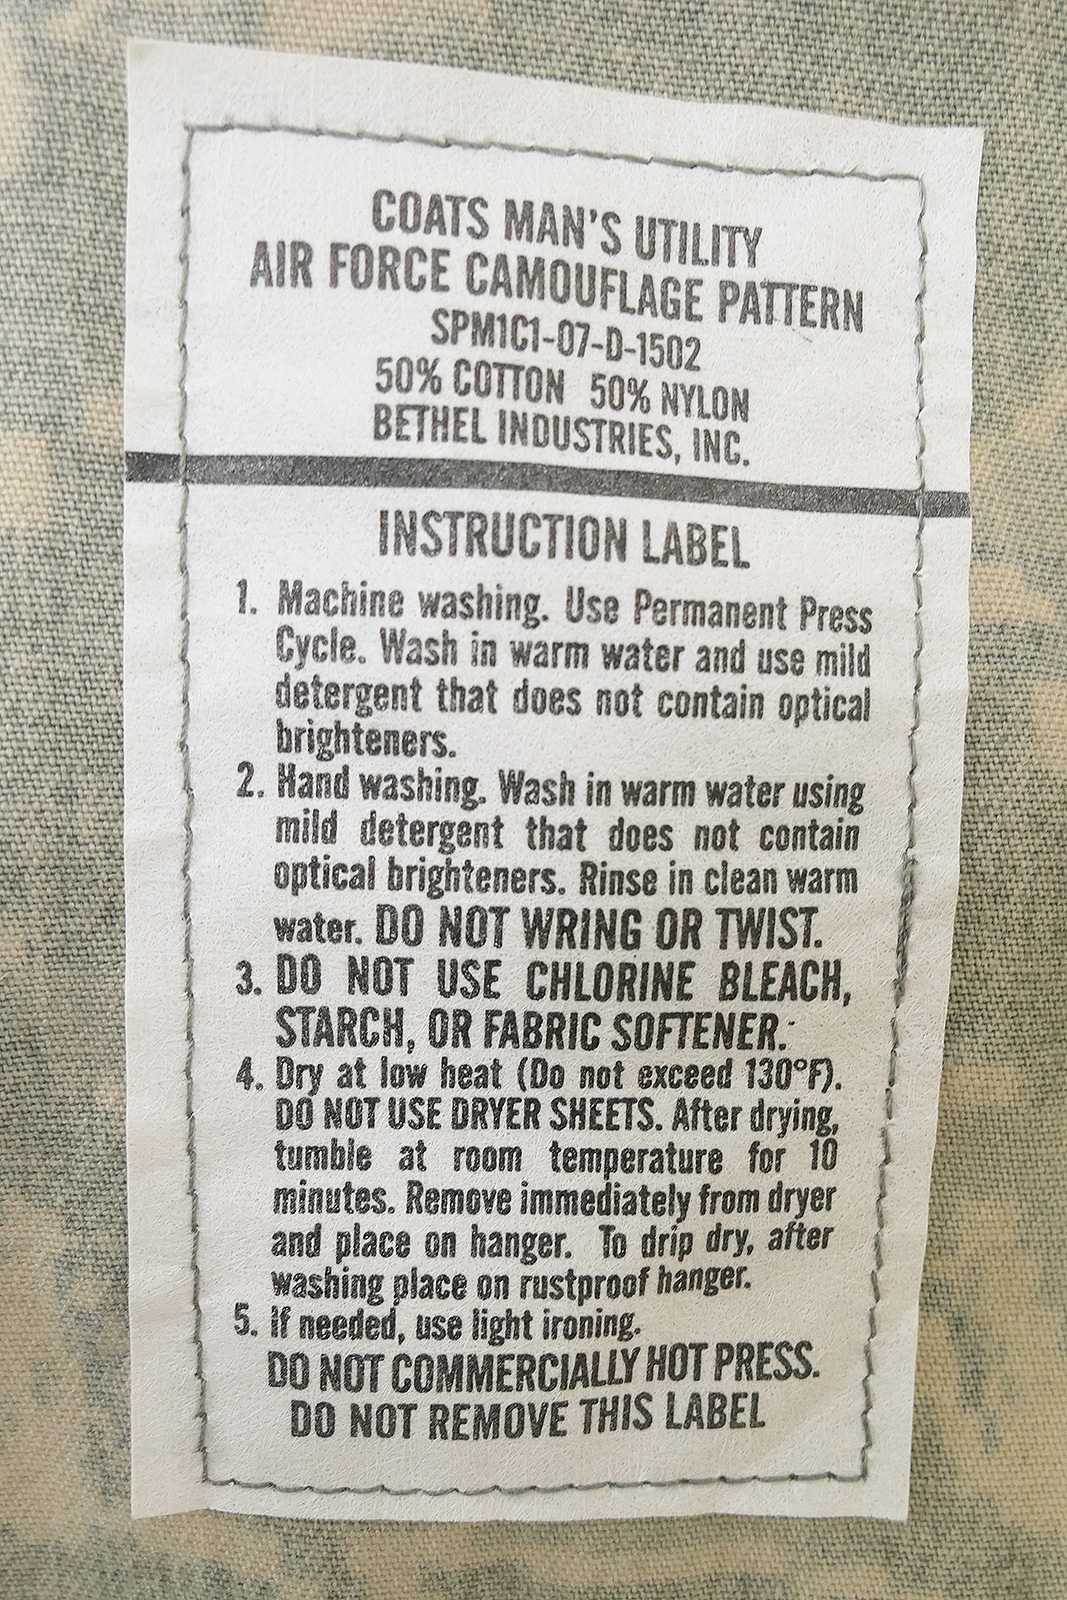 COATS MAN'S UTILITY
AIR FORCE CAMOUFLAGE PATTERN
SPM1C1-07-D-1502
50% COTTON 50% NYLON
BETHEL INDUSTRIES, INC.
INSTRUCTION LABEL
1. Machine washing. Use Permanent Press
Cycle. Wash in warm water and use mild
detergent that does not contain optical
brighteners.
2. Hand washing. Wash in warm water using
mild detergent that does not contain
optical brighteners. Rinse in clean warm
water. DO NOT WRING OR TWIST.
3. DO NOT USE CHLORINE BLEACH,
STARCH, OR FABRIC SOFTENER.
4. Dry at low heat (Do not exceed 130°F).
DO NOT USE DRYER SHEETS. After drying,
tumble at room temperature for 10
minutes. Remove immediately from dryer
and place on hanger. To drip dry, after
washing place on rustproof hanger.
5. If needed, use light ironing.
DO NOT COMMERCIALLY HOT PRESS.
DO NOT REMOVE THIS LABEL